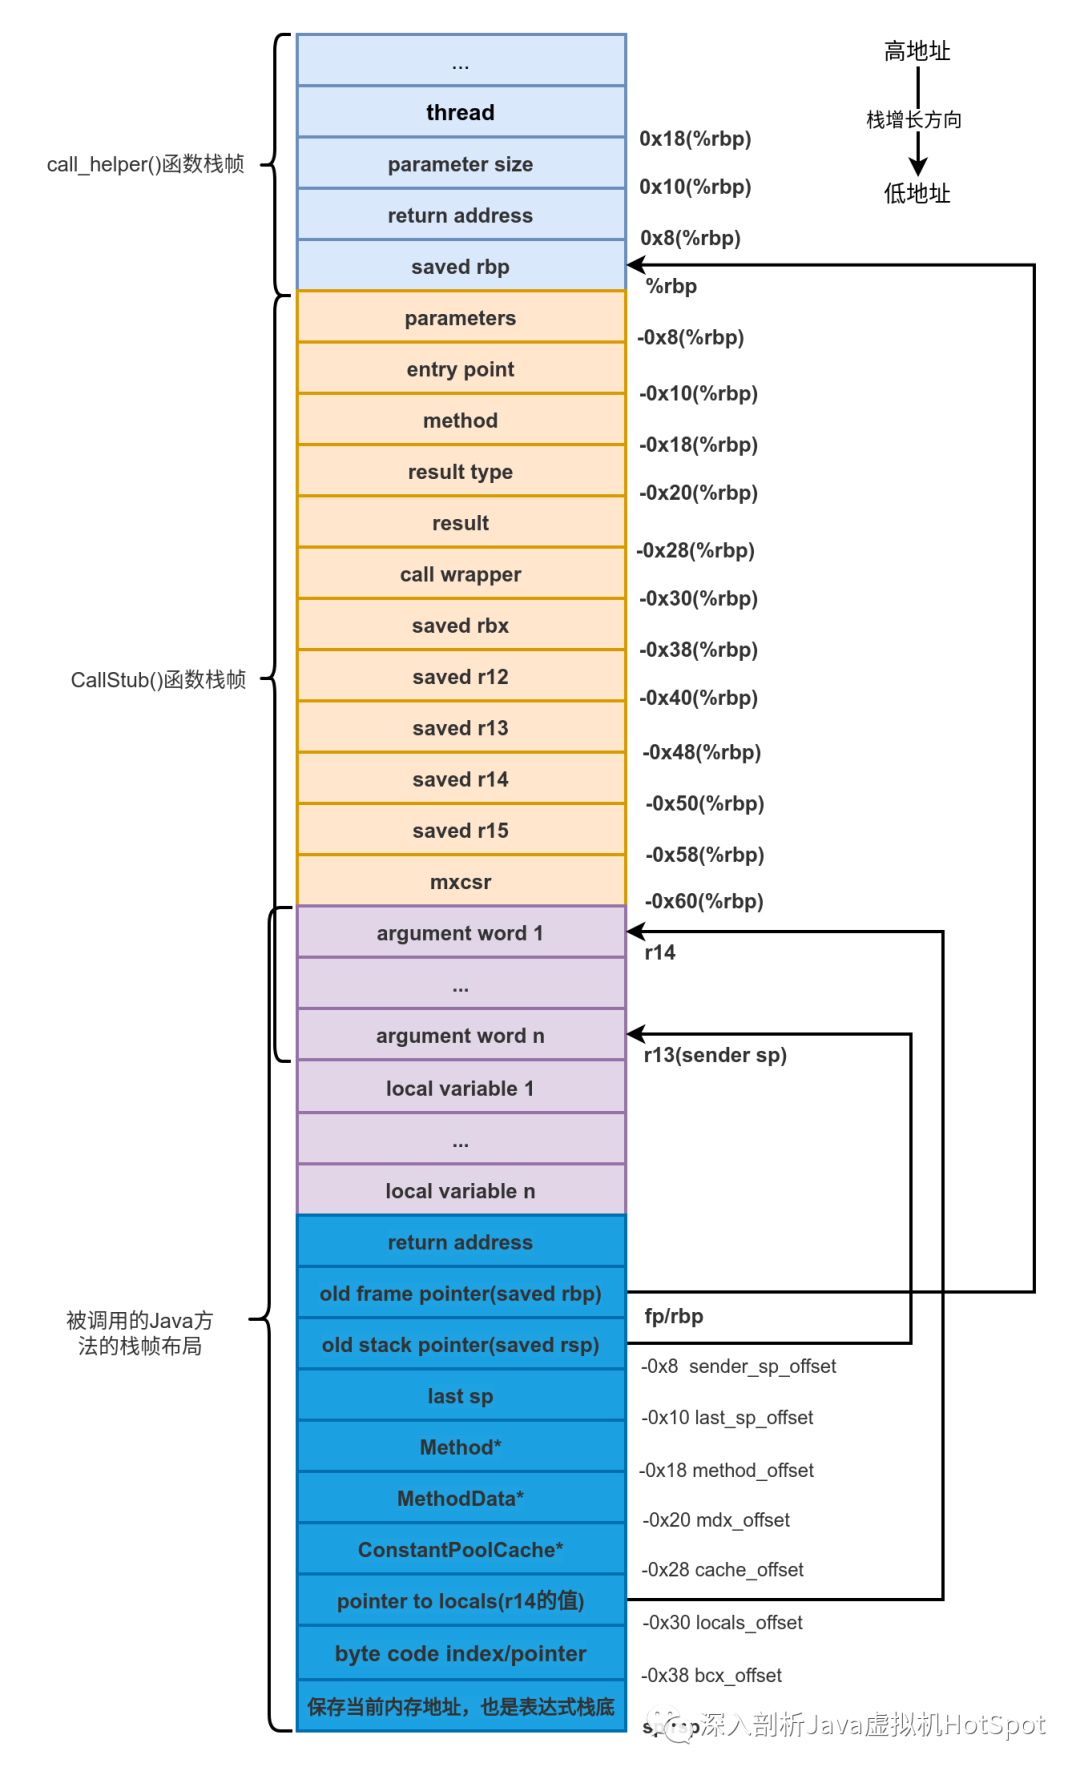 高地址
栈增长方向
低地址
call_helper()函数栈帧
...
thread
0x18(%rbp)
parameter size
0x10(%rbp)
return address
0x8(%rbp)
saved rbp
%rbp
CallStub()函数栈帧
parameters
-0x8(%rbp)
entry point
-0x10(%rbp)
method
-0x18(%rbp)
result type
-0x20(%rbp)
result
-0x28(%rbp)
call wrapper
-0x30(%rbp)
saved rbx
-0x38(%rbp)
saved r12
-0x40(%rbp)
saved r13
-0x48(%rbp)
saved r14
-0x50(%rbp)
saved r15
-0x58(%rbp)
mxcsr
-0x60(%rbp)
argument word 1
r14
...
argument word n
r13(sender sp)
local variable 1
...
local variable n
被调用的Java方
法的栈帧布局
return address
old frame pointer(saved rbp)
fp/rbp
old stack pointer(saved rsp)
-0x8 sender_sp_offset
last sp
-0x10 last_sp_offset
Method*
-0x18 method_offset
MethodData*
-0x20 mdx_offset
ConstantPoolCache*
-0x28 cache_offset
pointer to locals(r14的值)
-0x30 locals_offset
byte code index/pointer
-0x38 bcx_offset
保存当前内存地址，也是表达式栈底
sp/rsp
深入剖析Java虚拟机HotSpot